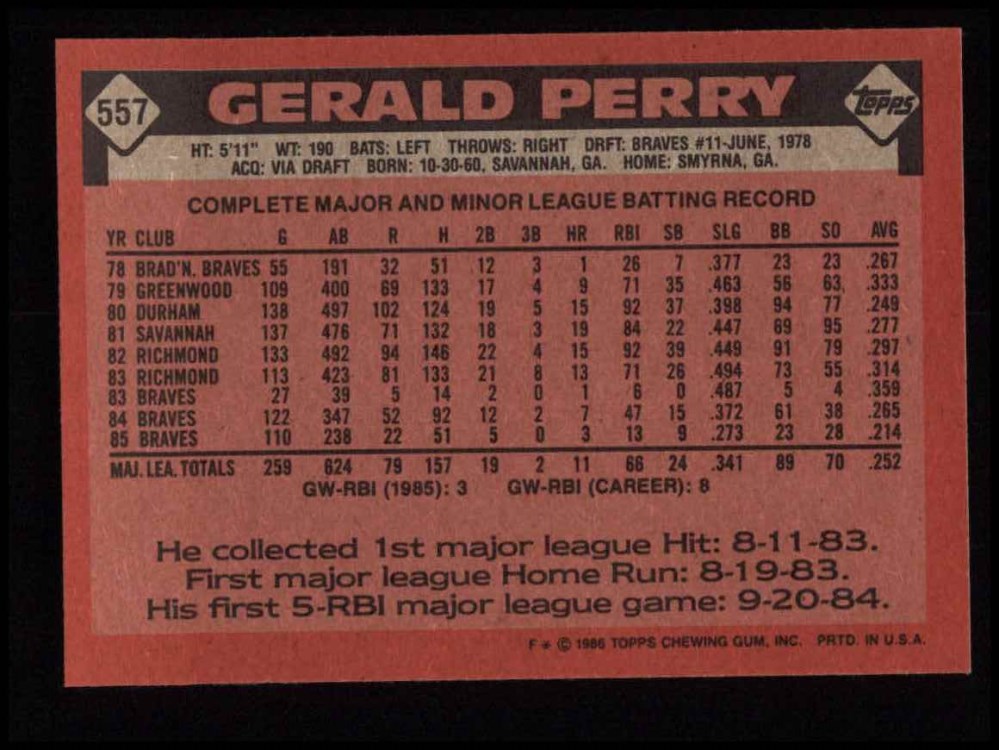 557 GERALD PERRY Topps
HT: 5'11" WT: 190 BATS: LEFT THROWS: RIGHT DRFT: BRAVES #11-JUNE, 1978
ACQ: VIA DRAFT BORN: 10-30-60, SAVANNAH, GA. HOME: SMYRNA, GA.
COMPLETE MAJOR AND MINOR LEAGUE BATTING RECORD
YR CLUB G AB R H 2B 3B HR RBI SB SLG BB SO AVG
78 BRAD'N. BRAVES 55 191 32 51 12 3 1 26 7 .377 23 23 .267
79 GREENWOOD 109 400 69 133 17 4 9 71 35 .463 56 63 .333
80 DURHAM 138 497 102 124 19 5 15 92 37 .398 94 77 .249
81 SAVANNAH 137 476 71 132 18 3 19 84 22 .447 69 95 .277
82 RICHMOND 133 492 94 146 22 4 15 92 39 .449 91 79 .297
83 RICHMOND 113 423 81 133 21 8 13 71 26 .494 73 55 .314
83 BRAVES 27 39 5 14 2 0 1 6 0 .487 5 4 .359
84 BRAVES 122 347 52 92 12 2 7 47 15 .372 61 38 .265
85 BRAVES 110 238 22 51 5 0 3 13 9 .273 23 28 .214
MAJ. LEA. TOTALS 259 624 79 157 19 2 11 66 24 .341 89 70 .252
GW-RBI (1985): 3 GW-RBI (CAREER): 8
He collected 1st major league Hit: 8-11-83.
First major league Home Run: 8-19-83.
His first 5-RBI major league game: 9-20-84.
F * © 1986 TOPPS CHEWING GUM, INC. PRTD. IN U.S.A.